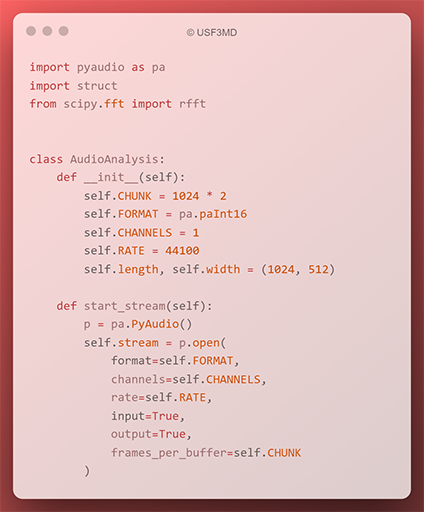 © USF3MD
import pyaudio as pa
import struct
from scipy.fft import rfft
class AudioAnalysis:
    def __init__(self):
        self.CHUNK = 1024 * 2
        self.FORMAT = pa.paInt16
        self.CHANNELS = 1
        self.RATE = 44100
        self.length, self.width = (1024, 512)
    def start_stream(self):
        p = pa.PyAudio()
        self.stream = p.open(
            format=self.FORMAT,
            channels=self.CHANNELS,
            rate=self.RATE,
            input=True,
            output=True,
            frames_per_buffer=self.CHUNK
        )